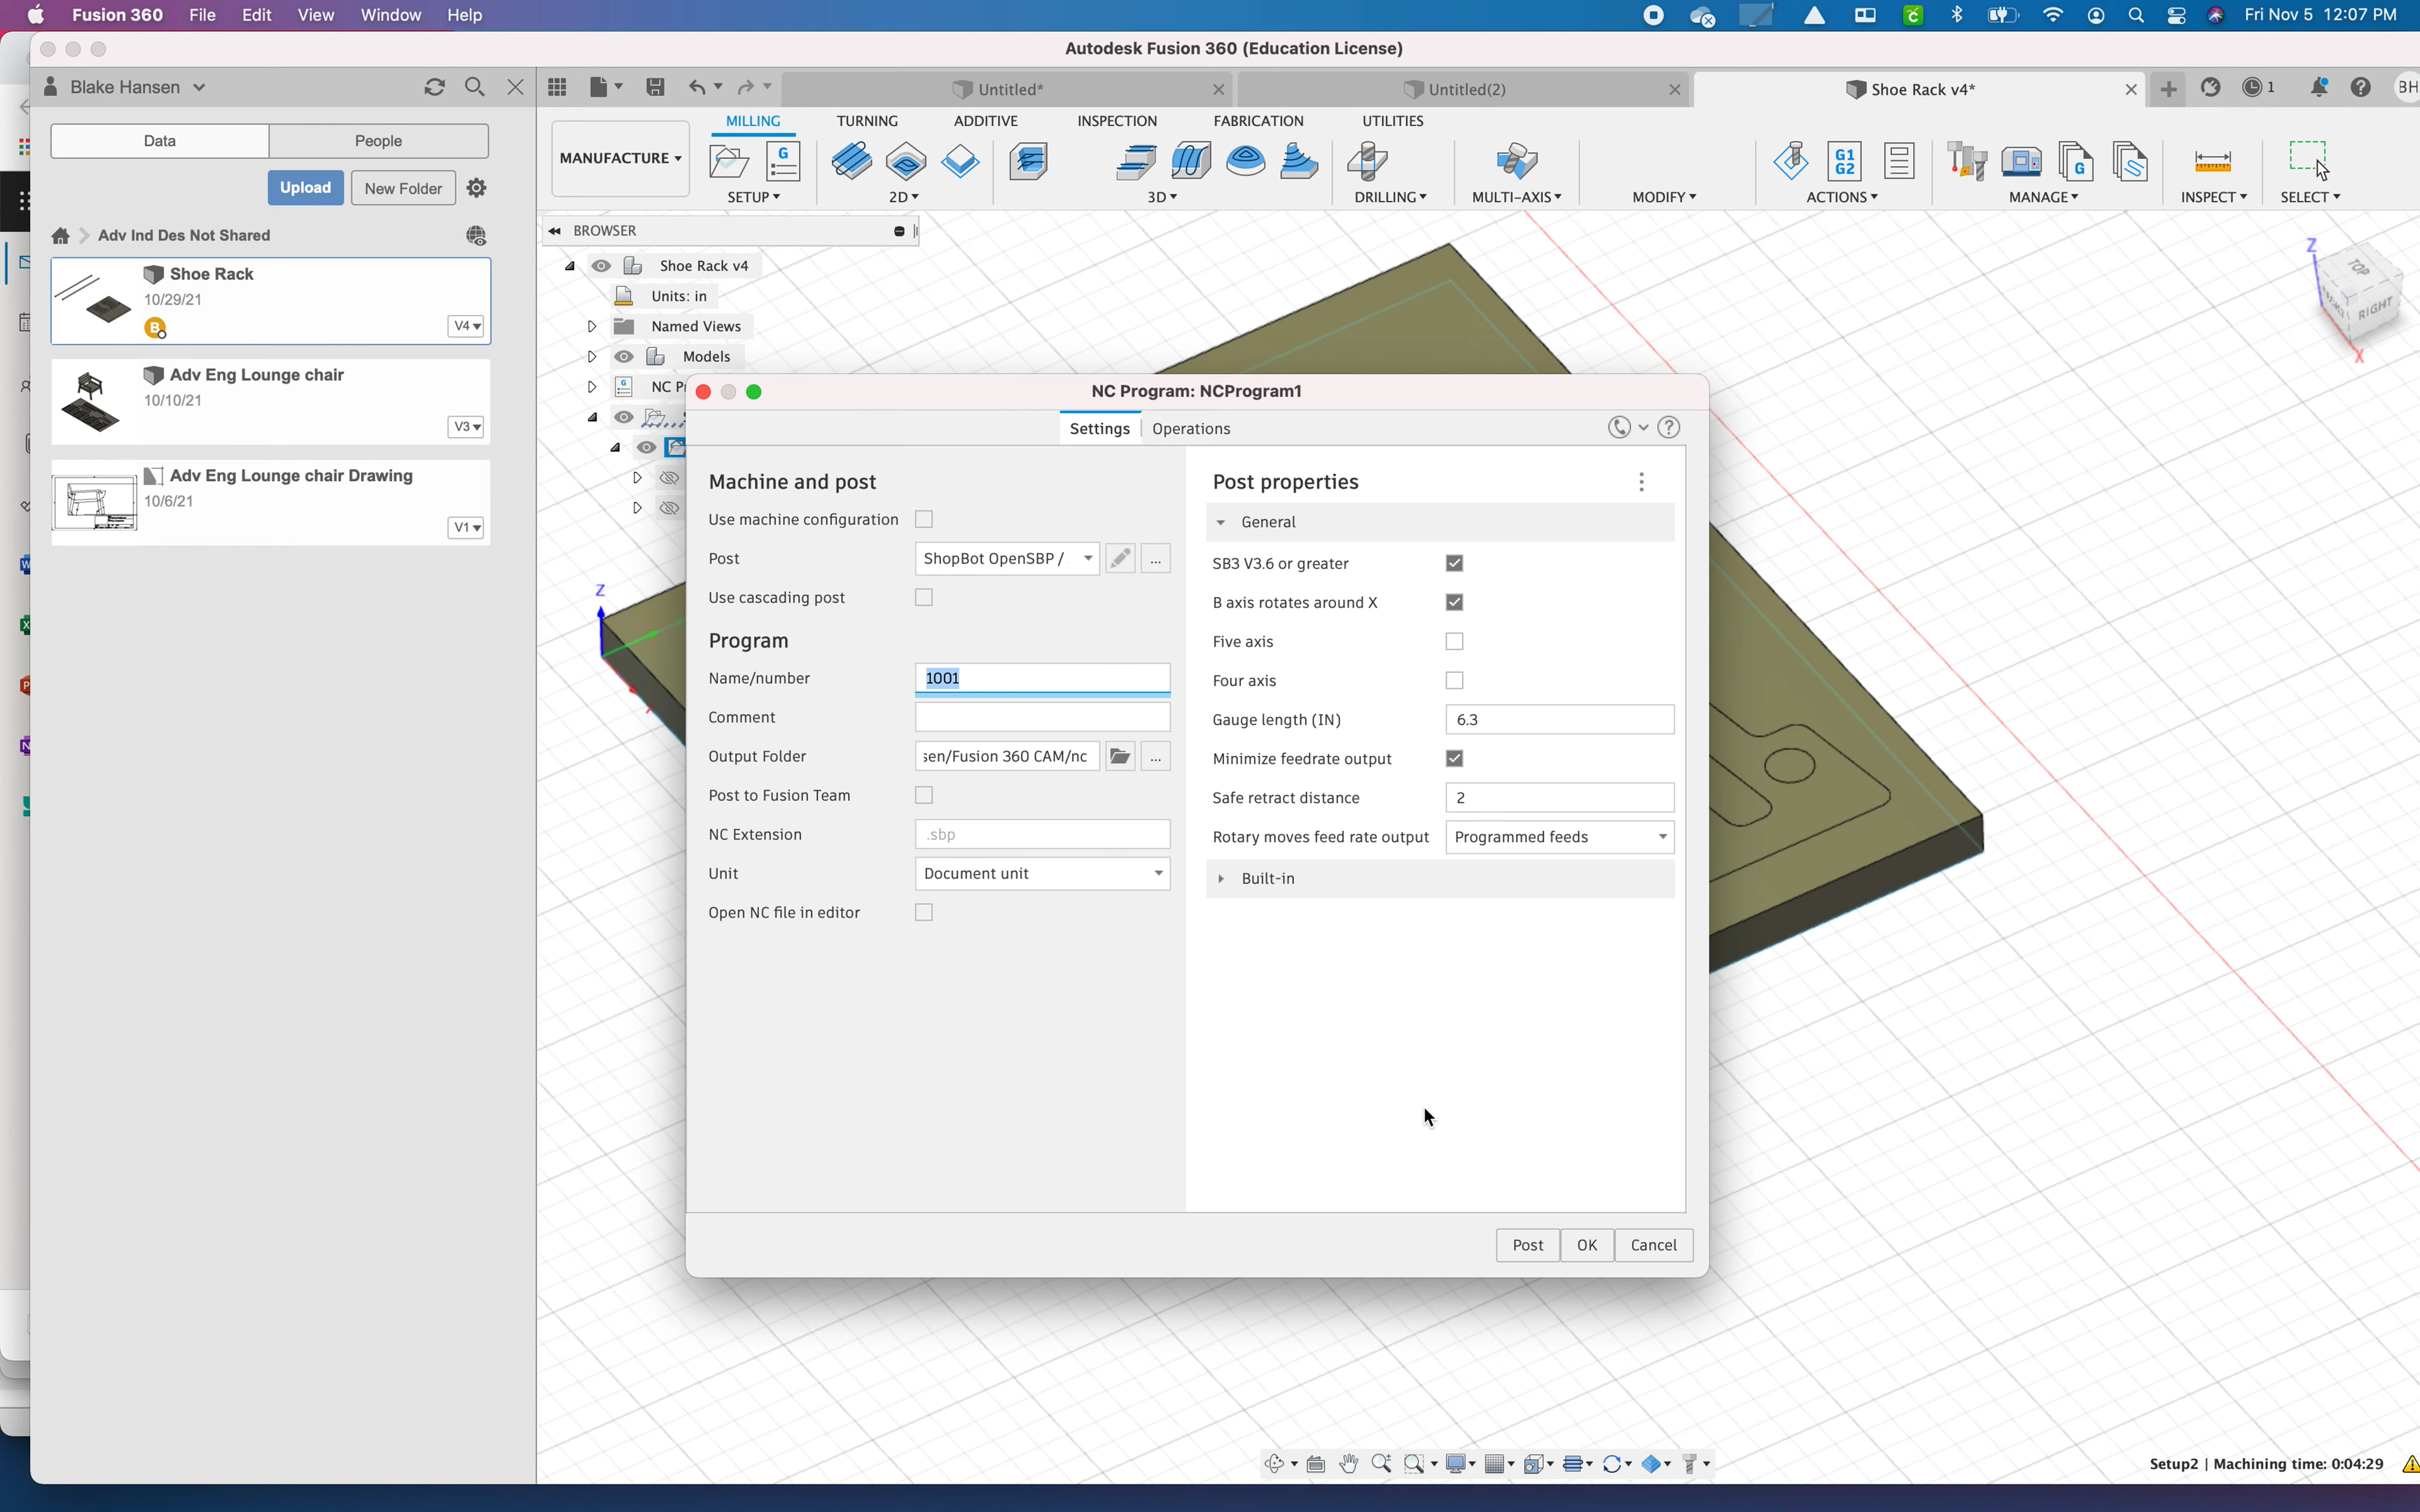 Fusion 360 File Edit View Window Help
Fri Nov 5 12:07 PM
Autodesk Fusion 360 (Education License)
Blake Hansen
Untitled*
Untitled(2)
Shoe Rack v4*
1
BH
Data
People
Upload
New Folder
Adv Ind Des Not Shared
Shoe Rack
10/29/21
B
V4
Adv Eng Lounge chair
10/10/21
V3
Adv Eng Lounge chair Drawing
10/6/21
V1
MILLING TURNING ADDITIVE INSPECTION FABRICATION UTILITIES
MANUFACTURE
G
G1
G2
G
SETUP 2D 3D DRILLING MULTI-AXIS MODIFY ACTIONS MANAGE INSPECT SELECT
BROWSER
Shoe Rack v4
Units: in
Named Views
Models
NC P
Z
TOP
RIGHT
X
Z
NC Program: NCProgram1
Settings
Operations
Machine and post
Use machine configuration
Post
ShopBot OpenSBP /
...
Use cascading post
Program
Name/number
1001
Comment
Output Folder
sen/Fusion 360 CAM/nc
...
Post to Fusion Team
NC Extension
.sbp
Unit
Document unit
Open NC file in editor
Post properties
General
SB3 V3.6 or greater
B axis rotates around X
Five axis
Four axis
Gauge length (IN)
6.3
Minimize feedrate output
Safe retract distance
2
Rotary moves feed rate output
Programmed feeds
Built-in
Post
OK
Cancel
Setup2 | Machining time: 0:04:29